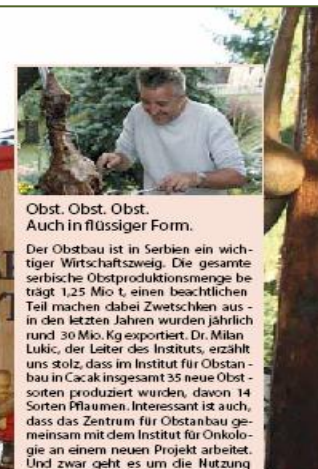 Obst. Obst. Obst.
Auch in flüssiger Form.
Der Obstbau ist in Serbien ein wich-
tiger Wirtschaftszweig. Die gesamte
serbische Obstproduktionsmenge be
trägt 1,25 Mio t, einen beachtlichen
Teil machen dabei Zwetschken aus -
in den letzten Jahren wurden jährlich
rund 30 Mio. Kg exportiert. Dr. Milan
Lukic, der Leiter des Instituts, erzählt
uns stolz, dass im Institut für Obstan -
bau in Cacak insgesamt 35 neue Obst -
sorten produziert wurden, davon 14
Sorten Pflaumen. Interessant ist auch,
dass das Zentrum für Obstanbau ge-
meinsam mit dem Institut für Onkolo-
gie an einem neuen Projekt arbeitet.
Und zwar geht es um die Nutzung